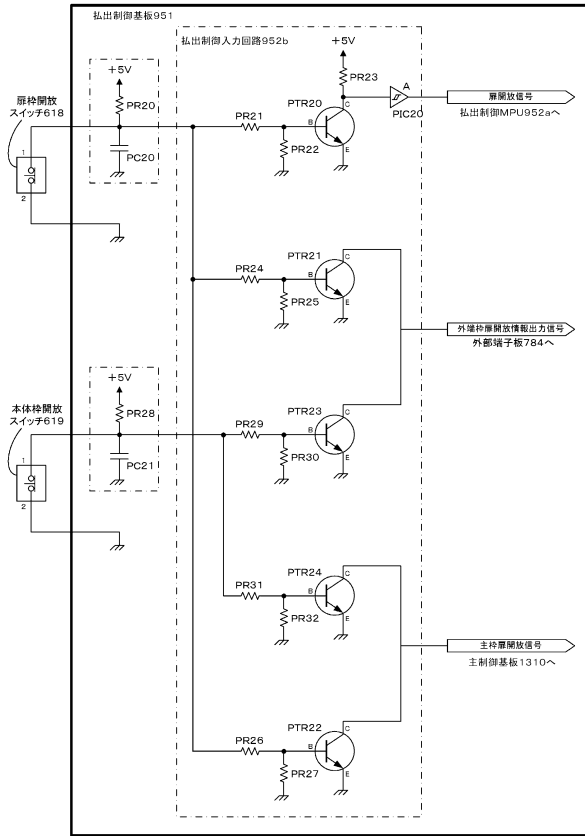 払出制御基板951
払出制御入力回路952b
+5V
PR20
PC20
扉枠開放
スイッチ618
1
2
PR21
PR22
PTR20
B
C
E
+5V
PR23
A
PIC20
扉開放信号
払出制御MPU952aへ
PR24
PR25
PTR21
B
C
E
外端枠扉開放情報出力信号
外部端子板784へ
+5V
PR28
PC21
本体枠開放
スイッチ619
1
2
PR29
PR30
PTR23
B
C
E
PR31
PR32
PTR24
B
C
E
主枠扉開放信号
主制御基板1310へ
PR26
PR27
PTR22
B
C
E